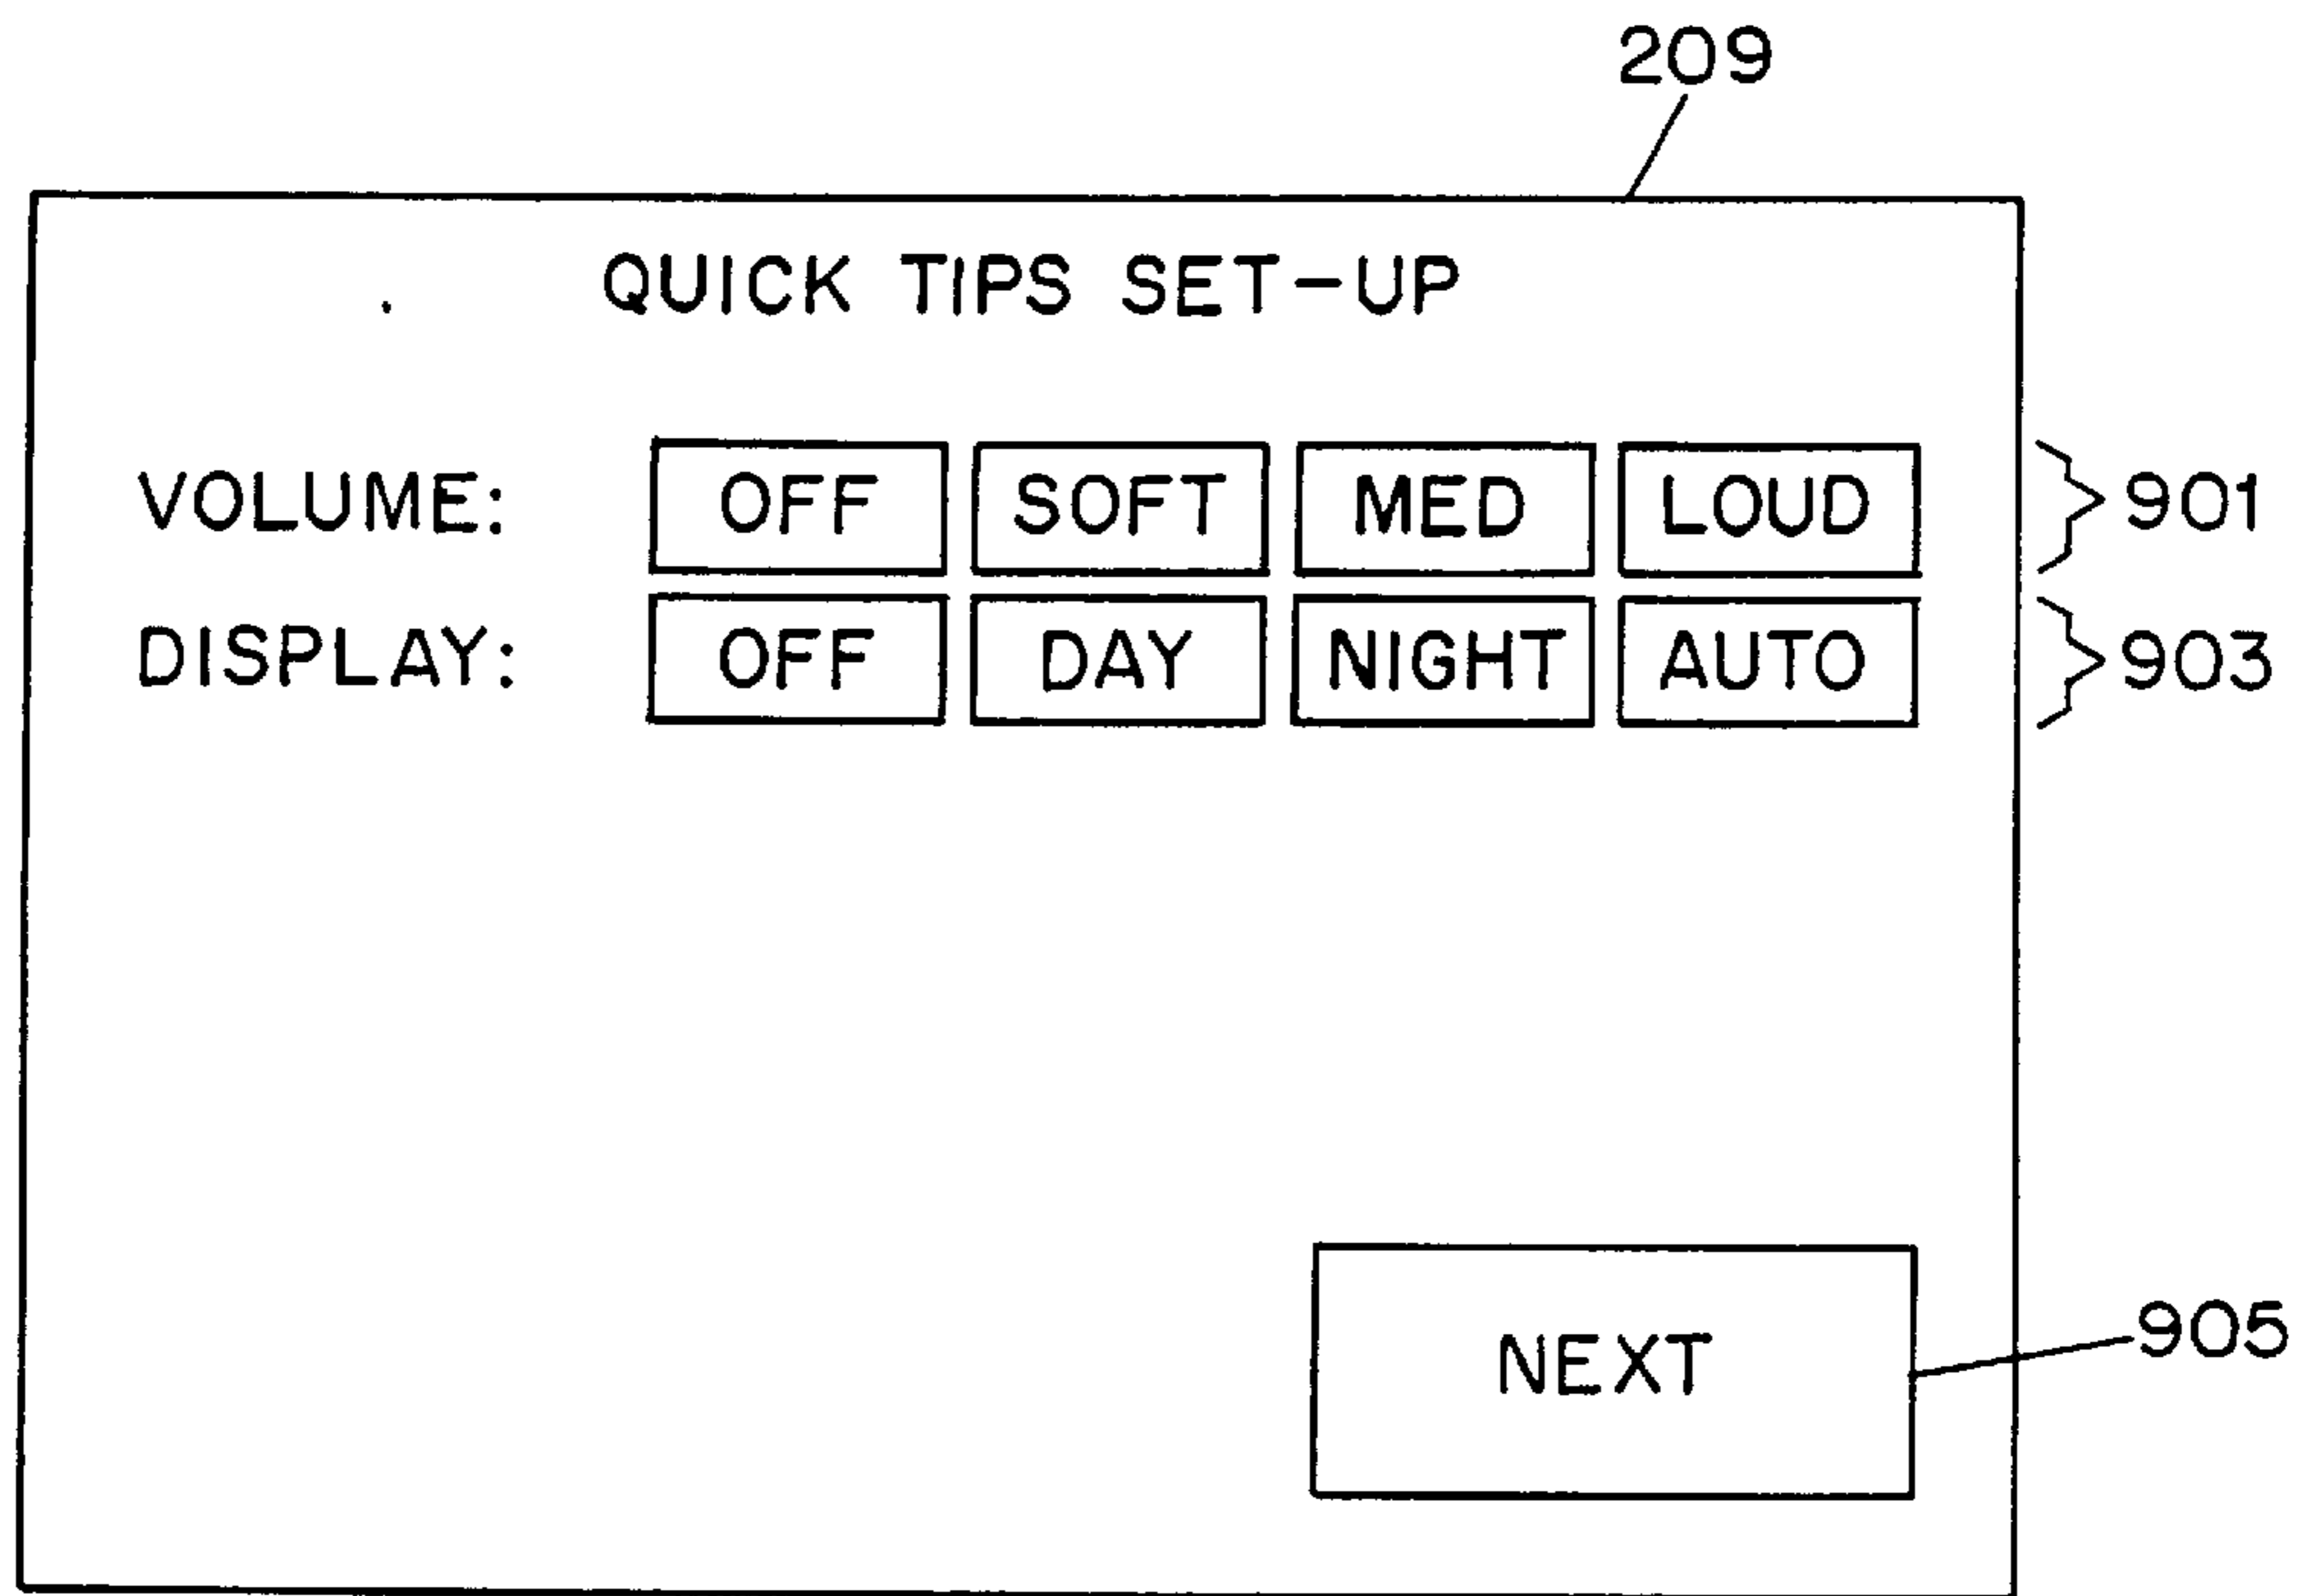 209
QUICK TIPS SET-UP
VOLUME: OFF SOFT MED LOUD 901
DISPLAY: OFF DAY NIGHT AUTO 903
NEXT 905